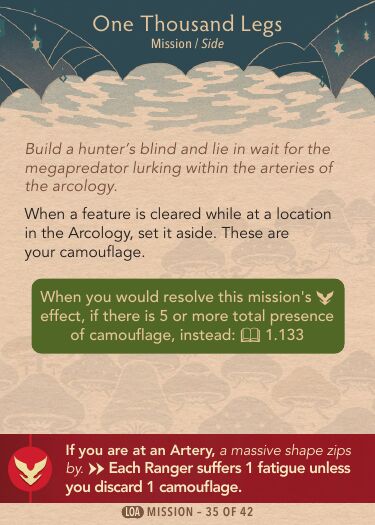 One Thousand Legs
Mission / Side
Build a hunter's blind and lie in wait for the
megapredator lurking within the arteries of
the arcology.
When a feature is cleared while at a location
in the Arcology, set it aside. These are
your camouflage.
When you would resolve this mission's
effect, if there is 5 or more total presence
of camouflage, instead: 1.133
If you are at an Artery, a massive shape zips
by. Each Ranger suffers 1 fatigue unless
you discard 1 camouflage.
LOA MISSION – 35 OF 42